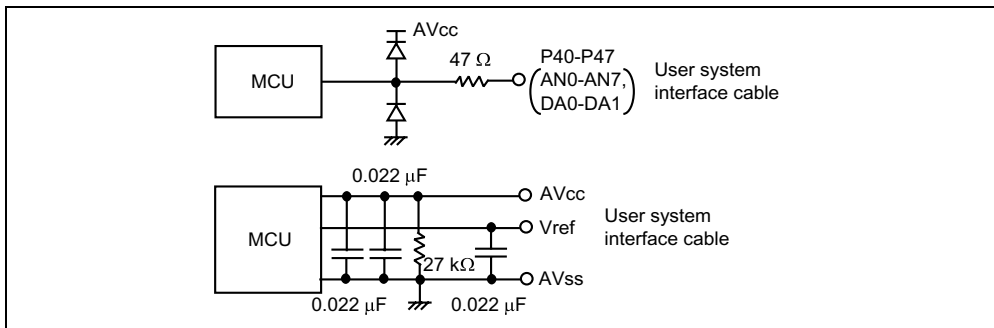 AVcc
47 Ω
MCU
P40-P47
AN0-AN7,
DA0-DA1
User system
interface cable
0.022 μF
AVcc
MCU
Vref
User system
interface cable
27 kΩ
AVss
0.022 μF
0.022 μF